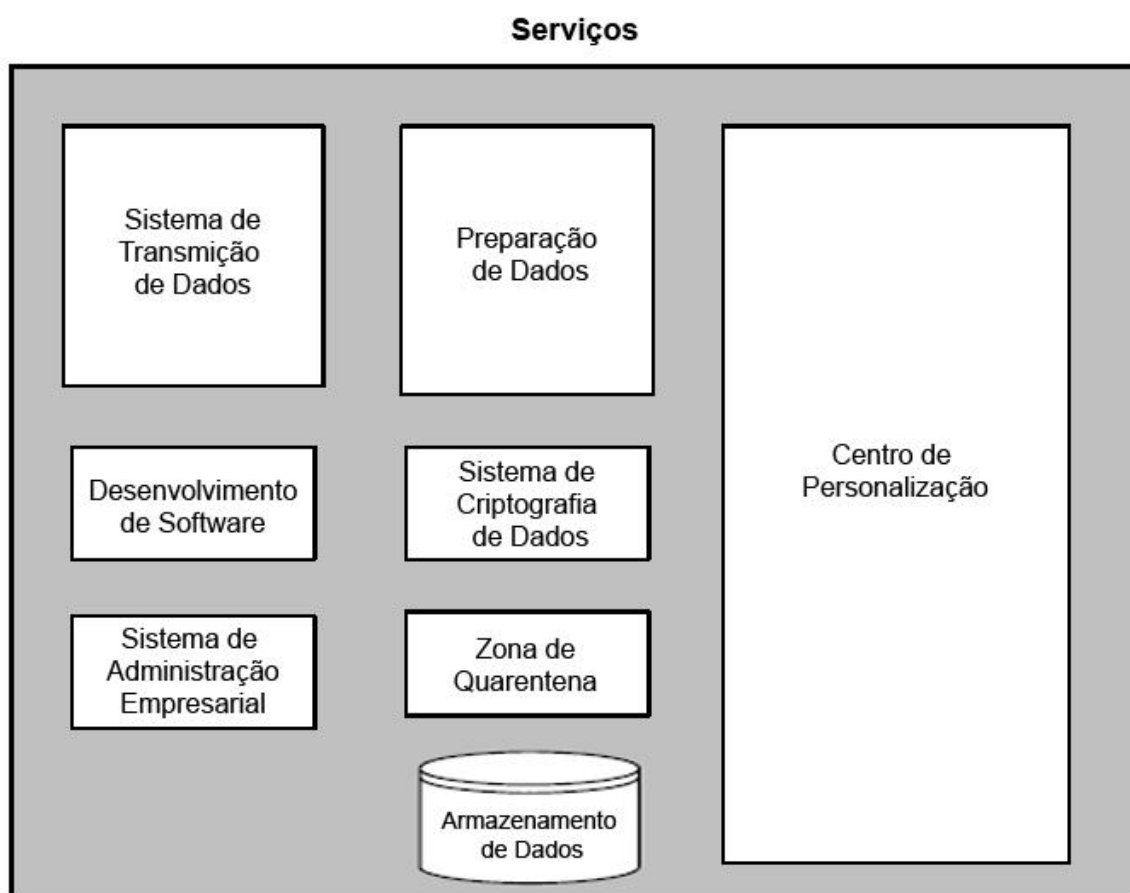 Serviços
Sistema de
Transmição
de Dados
Preparação
de Dados
Centro de
Personalização
Desenvolvimento
de Software
Sistema de
Criptografia
de Dados
Sistema de
Administração
Empresarial
Zona de
Quarentena
Armazenamento
de Dados